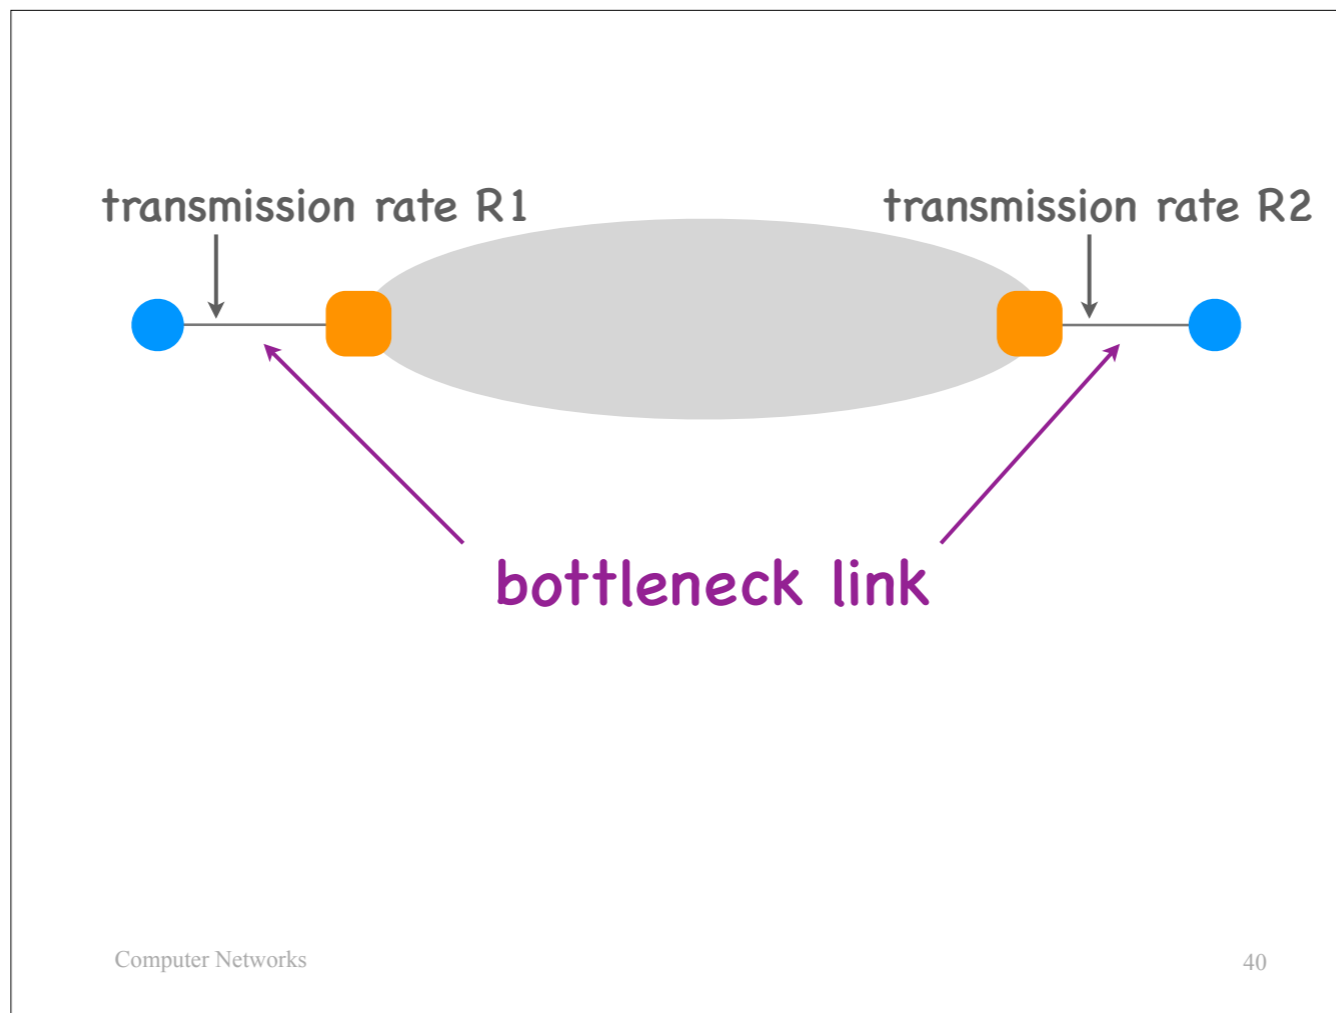 transmission rate R1
transmission rate R2
bottleneck link
Computer Networks
40